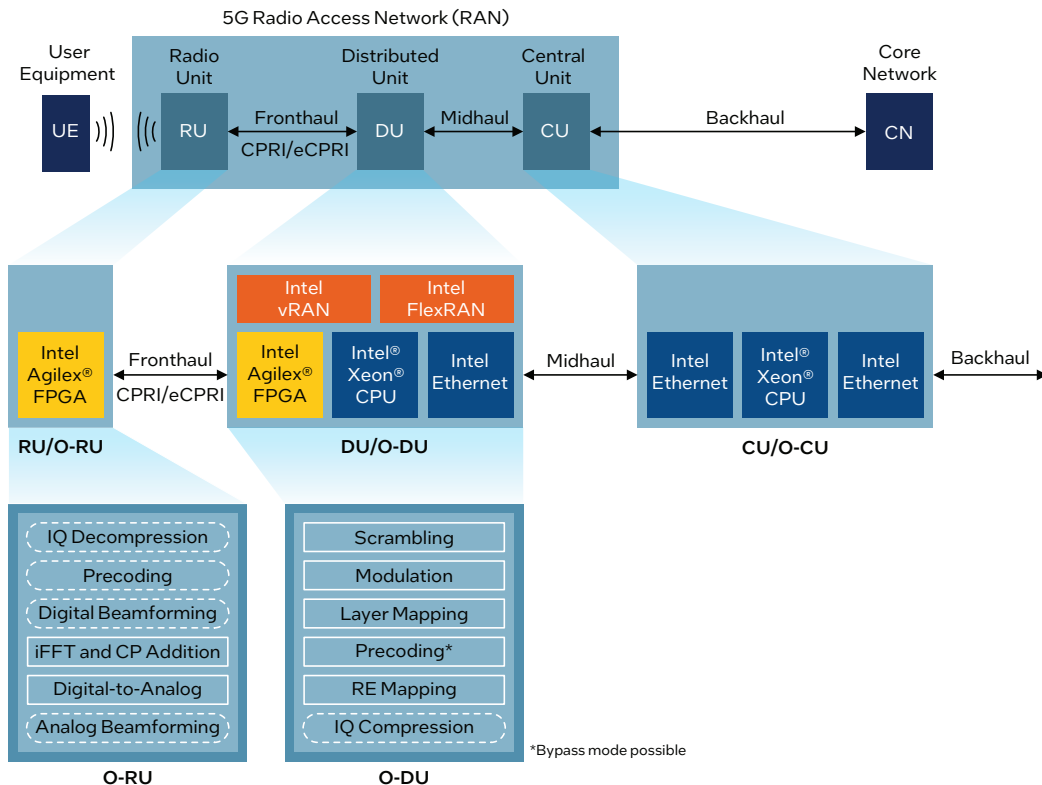 5G Radio Access Network (RAN)
User
Equipment
Radio
Unit
Distributed
Unit
Central
Unit
Core
Network
UE
RU
Fronthaul
CPRI/eCPRI
DU
Midhaul
CU
Backhaul
CN
Intel
vRAN
Intel
FlexRAN
Intel
Agilex®
FPGA
Fronthaul
CPRI/eCPRI
Intel
Agilex®
FPGA
Intel®
Xeon®
CPU
Intel
Ethernet
Midhaul
Intel
Ethernet
Intel®
Xeon®
CPU
Intel
Ethernet
Backhaul
RU/O-RU
DU/O-DU
CU/O-CU
IQ Decompression
Precoding
Digital Beamforming
iFFT and CP Addition
Digital-to-Analog
Analog Beamforming
O-RU
Scrambling
Modulation
Layer Mapping
Precoding*
RE Mapping
IQ Compression
*Bypass mode possible
O-DU